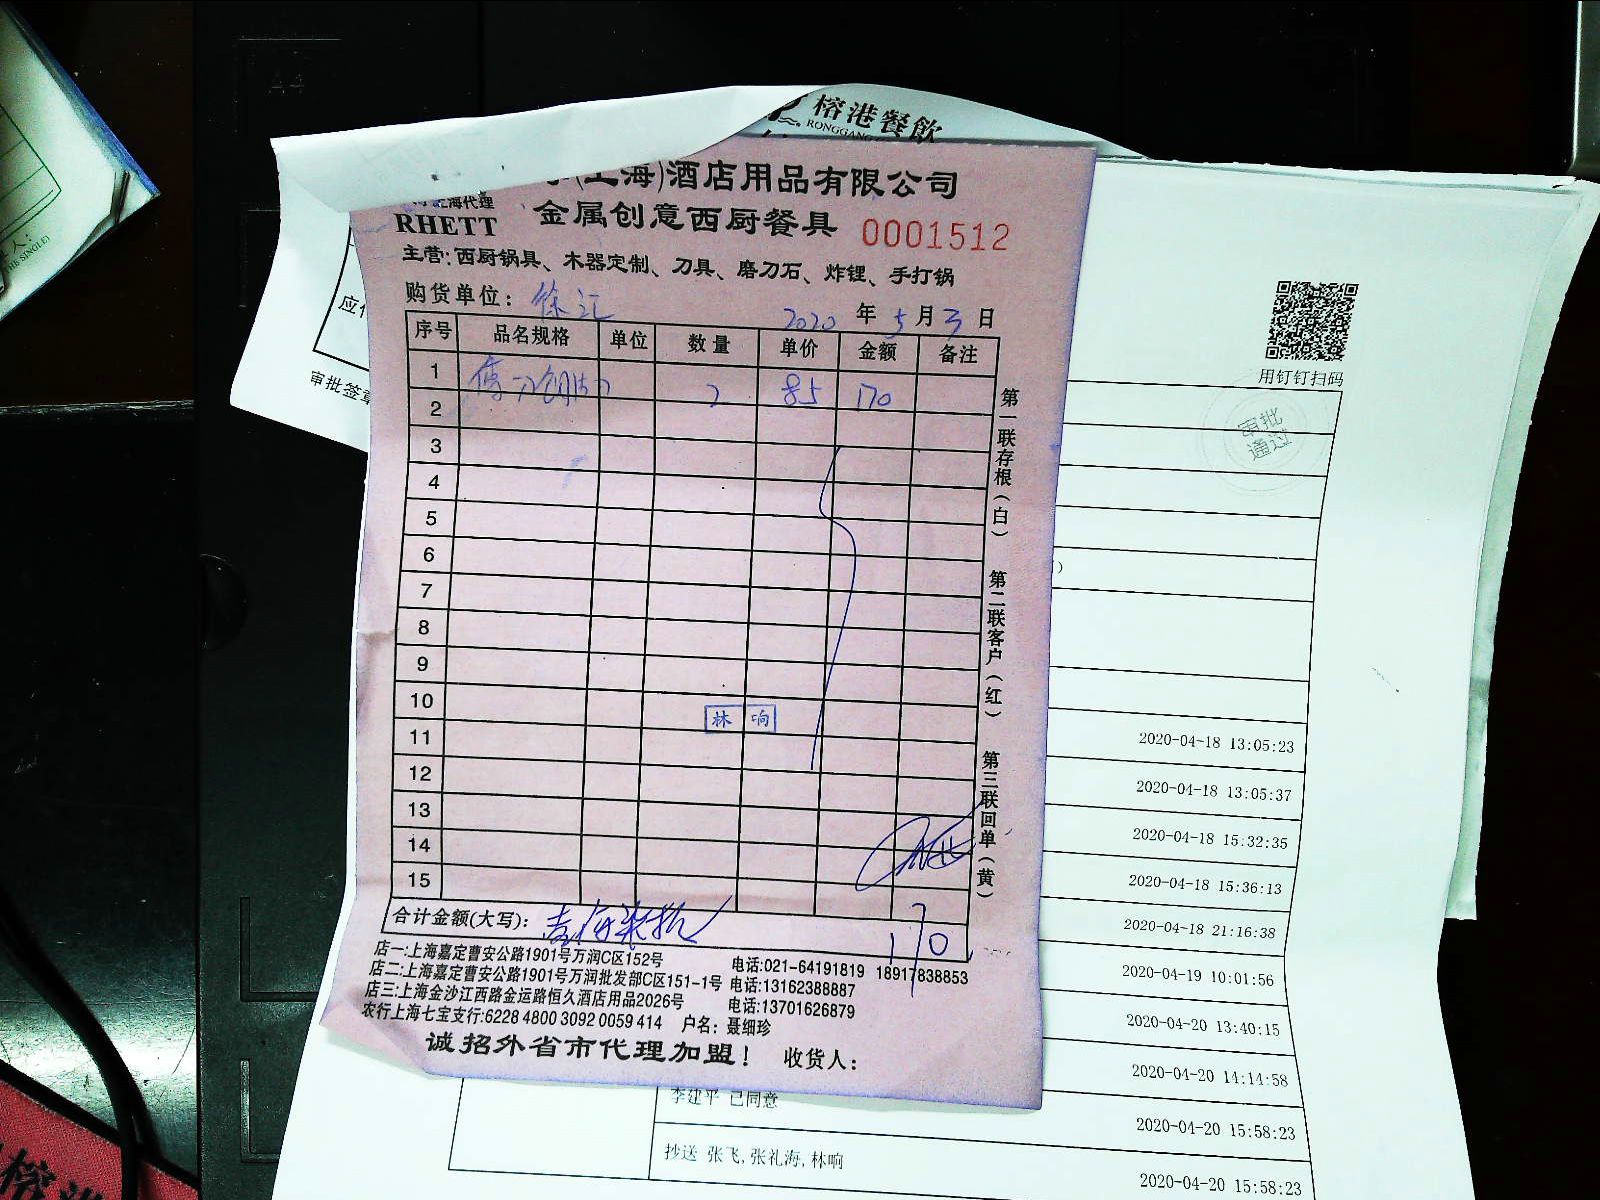 A4
榕港餐飲
RONGGANG
(上海)酒店用品有限公司
上海代理
RHETT
金属创意西厨餐具
0001512
主营:西厨锅具、木器定制、刀具、磨刀石、炸锂、手打锅
购货单位: 徐汇
2020 年 5 月 3 日
序号 品名规格 单位 数量 单价 金额 备注
1 2 85 170
2
3
4
5
6
7
8
9
10
11
12
13
14
15
林响
合计金额(大写):
170
第一联存根(白) 第二联客户(红) 第三联回单(黄)
店一:上海嘉定曹安公路1901号万润C区152号 电话:021-64191819 18917838853
店二:上海嘉定曹安公路1901号万润批发部C区151-1号 电话:13162388887
店三:上海金沙江西路金运路恒久酒店用品2026号 电话:13701626879
农行上海七宝支行:6228 4800 3092 0059 414 户名: 聂细珍
诚招外省市代理加盟! 收货人:
应付
审批签章
用钉钉扫码
审批
通过
2020-04-18 13:05:23
2020-04-18 13:05:37
2020-04-18 15:32:35
2020-04-18 15:36:13
2020-04-18 21:16:38
2020-04-19 10:01:56
2020-04-20 13:40:15
2020-04-20 14:14:58
李建平 已同意
2020-04-20 15:58:23
抄送 张飞,张礼海,林响
2020-04-20 15:58:23
人:
HE SINGLE)
榕港